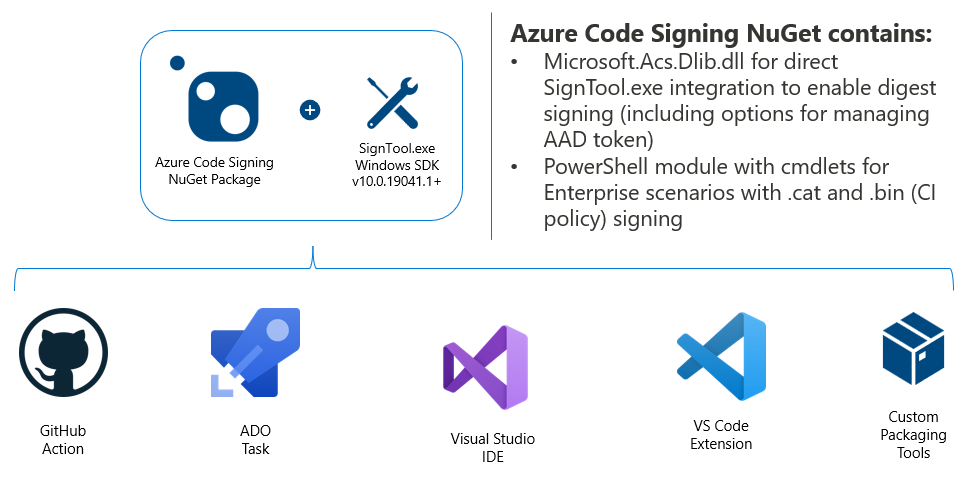 Azure Code Signing
NuGet Package
SignTool.exe
Windows SDK
v10.0.19041.1+
Azure Code Signing NuGet contains:
• Microsoft.Acs.Dlib.dll for direct
SignTool.exe integration to enable digest
signing (including options for managing
AAD token)
• PowerShell module with cmdlets for
Enterprise scenarios with .cat and .bin (CI
policy) signing
GitHub
Action
ADO
Task
Visual Studio
IDE
VS Code
Extension
Custom
Packaging
Tools